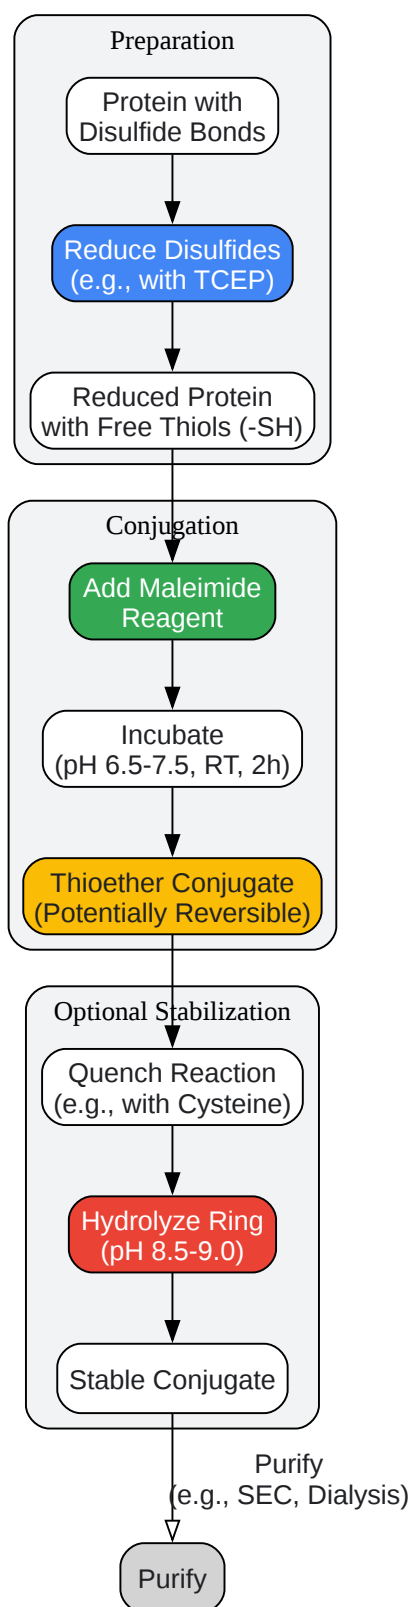 Preparation
Protein with
Disulfide Bonds
Reduce Disulfides
(e.g., with TCEP)
Reduced Protein
with Free Thiols (-SH)
Conjugation
Add Maleimide
Reagent
Incubate
(pH 6.5-7.5, RT, 2h)
Thioether Conjugate
(Potentially Reversible)
Optional Stabilization
Quench Reaction
(e.g., with Cysteine)
Hydrolyze Ring
(pH 8.5-9.0)
Stable Conjugate
Purify
(e.g., SEC, Dialysis)
Purify